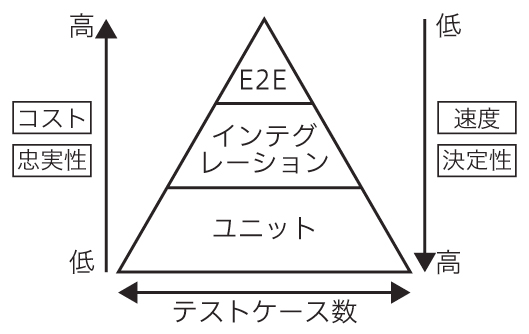 高
低
E2E
コスト
速度
インテグ
レーション
忠実性
決定性
ユニット
低
高
テストケース数